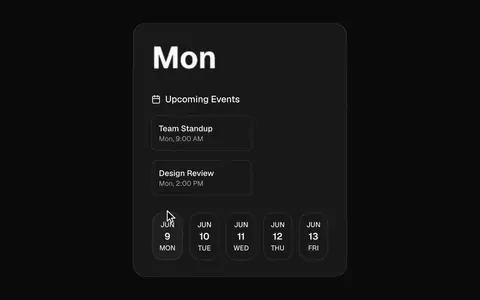 Mon
Upcoming Events
Team Standup
Mon, 9:00 AM
Design Review
Mon, 2:00 PM
JUN JUN JUN JUN JUN
9 10 11 12 13
MON TUE WED THU FRI